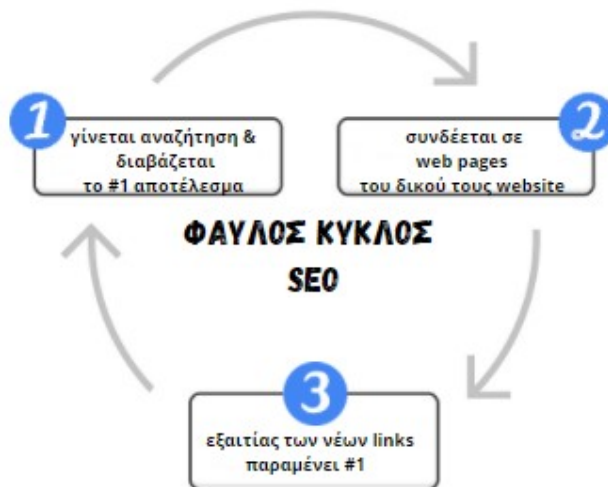 1
γίνεται αναζήτηση &
διαβάζεται
το #1 αποτέλεσμα
2
συνδέεται σε
web pages
του δικού τους website
ΦΑΥΛΟΣ ΚΥΚΛΟΣ
SEO
3
εξαιτίας των νέων links
παραμένει #1